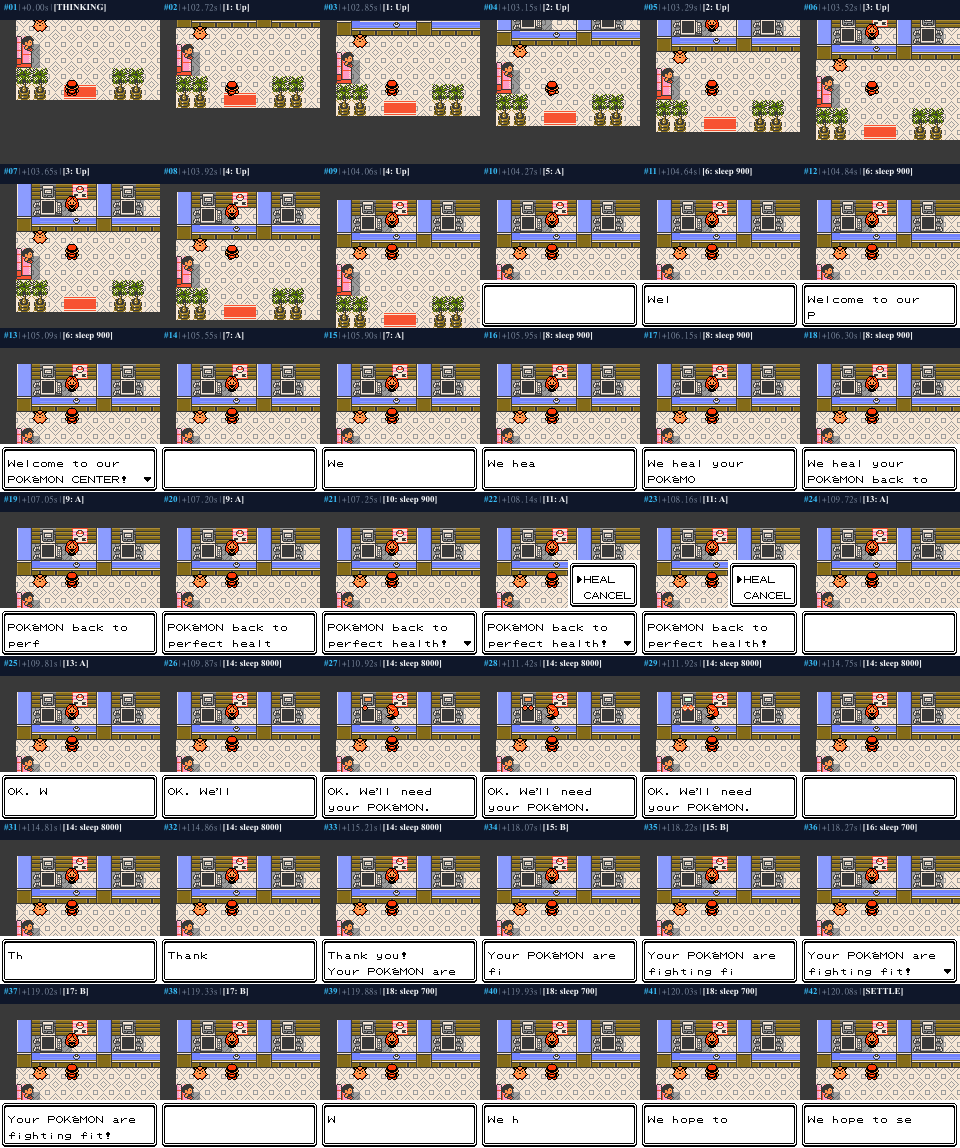 #01 | +0.00s | [THINKING]
#02 | +102.72s | [1: Up]
#03 | +102.85s | [1: Up]
#04 | +103.15s | [2: Up]
#05 | +103.29s | [2: Up]
#06 | +103.52s | [3: Up]
#07 | +103.65s | [3: Up]
#08 | +103.92s | [4: Up]
#09 | +104.06s | [4: Up]
#10 | +104.27s | [5: A]
#11 | +104.64s | [6: sleep 900]
Wel
#12 | +104.84s | [6: sleep 900]
Welcome to our
P
#13 | +105.09s | [6: sleep 900]
Welcome to our
POKéMON CENTER!
#14 | +105.55s | [7: A]
#15 | +105.90s | [7: A]
We
#16 | +105.95s | [8: sleep 900]
We hea
#17 | +106.15s | [8: sleep 900]
We heal your
POKéMO
#18 | +106.30s | [8: sleep 900]
We heal your
POKéMON back to
#19 | +107.05s | [9: A]
POKéMON back to
perf
#20 | +107.20s | [9: A]
POKéMON back to
perfect healt
#21 | +107.25s | [10: sleep 900]
POKéMON back to
perfect health!
#22 | +108.14s | [11: A]
HEAL
CANCEL
POKéMON back to
perfect health!
#23 | +108.16s | [11: A]
HEAL
CANCEL
POKéMON back to
perfect health!
#24 | +109.72s | [13: A]
#25 | +109.81s | [13: A]
OK. W
#26 | +109.87s | [14: sleep 8000]
OK. We'll
#27 | +110.92s | [14: sleep 8000]
OK. We'll need
your POKéMON.
#28 | +111.42s | [14: sleep 8000]
OK. We'll need
your POKéMON.
#29 | +111.92s | [14: sleep 8000]
OK. We'll need
your POKéMON.
#30 | +114.75s | [14: sleep 8000]
#31 | +114.81s | [14: sleep 8000]
Th
#32 | +114.86s | [14: sleep 8000]
Thank
#33 | +115.21s | [14: sleep 8000]
Thank you!
Your POKéMON are
#34 | +118.07s | [15: B]
Your POKéMON are
fi
#35 | +118.22s | [15: B]
Your POKéMON are
fighting fi
#36 | +118.27s | [16: sleep 700]
Your POKéMON are
fighting fit!
#37 | +119.02s | [17: B]
Your POKéMON are
fighting fit!
#38 | +119.33s | [17: B]
#39 | +119.88s | [18: sleep 700]
W
#40 | +119.93s | [18: sleep 700]
We h
#41 | +120.03s | [18: sleep 700]
We hope to
#42 | +120.08s | [SETTLE]
We hope to se